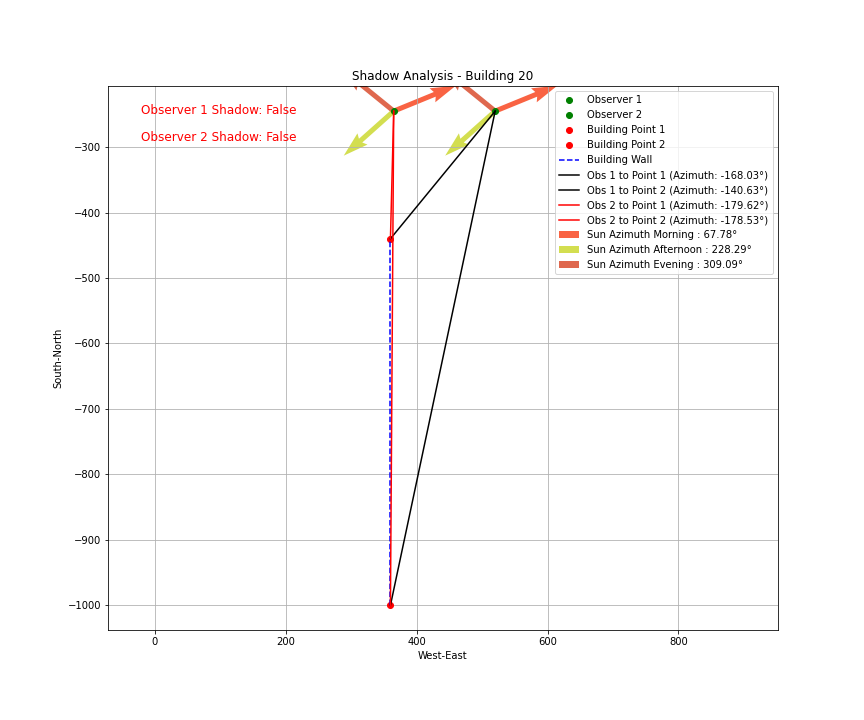 Shadow Analysis - Building 20
Observer 1 Shadow: False
Observer 2 Shadow: False
Observer 1
Observer 2
Building Point 1
Building Point 2
Building Wall
Obs 1 to Point 1 (Azimuth: -168.03°)
Obs 1 to Point 2 (Azimuth: -140.63°)
Obs 2 to Point 1 (Azimuth: -179.62°)
Obs 2 to Point 2 (Azimuth: -178.53°)
Sun Azimuth Morning : 67.78°
Sun Azimuth Afternoon : 228.29°
Sun Azimuth Evening : 309.09°
South-North
−300
−400
−500
−600
−700
−800
−900
−1000
0 200 400 600 800
West-East